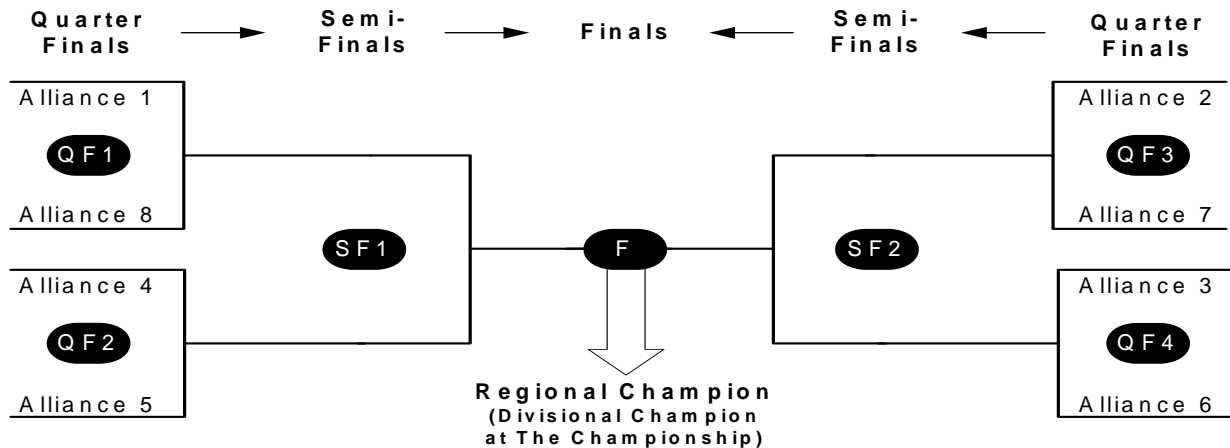 Quarter
Finals
Semi-
Finals
Finals
Semi-
Finals
Quarter
Finals
Alliance 1
QF1
Alliance 8
Alliance 2
QF3
Alliance 7
SF1
F
SF2
Alliance 4
QF2
Alliance 5
Alliance 3
QF4
Alliance 6
Regional Champion
(Divisional Champion
at The Championship)